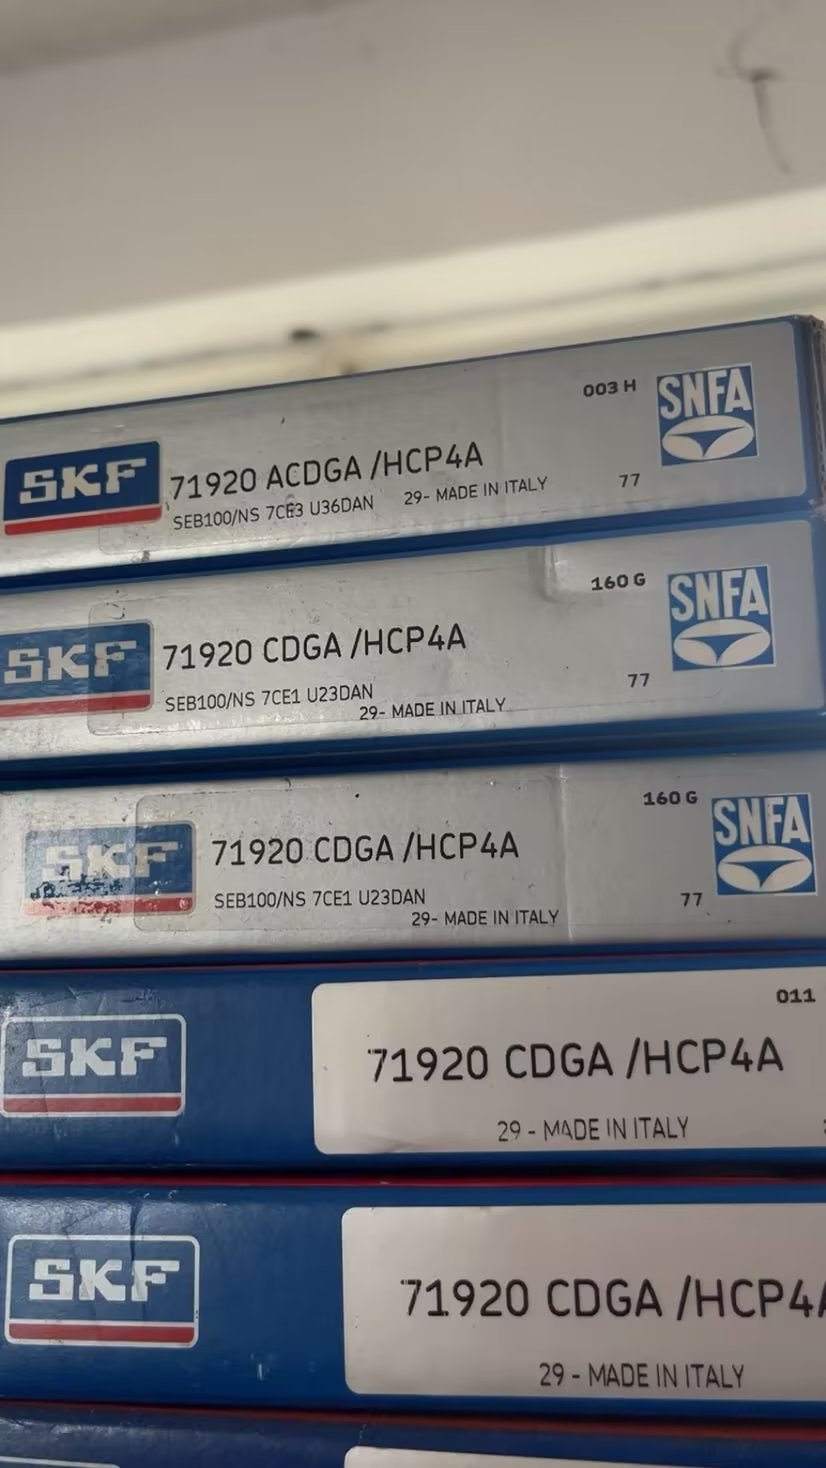 003 H
SNFA
SKF
71920 ACDGA /HCP4A
SEB100/NS 7CE3 U36DAN 29- MADE IN ITALY
77
160 G
SNFA
SKF
71920 CDGA /HCP4A
SEB100/NS 7CE1 U23DAN
29- MADE IN ITALY
77
160 G
SNFA
SKF
71920 CDGA /HCP4A
SEB100/NS 7CE1 U23DAN
29- MADE IN ITALY
77
011
SKF
71920 CDGA /HCP4A
29 - MADE IN ITALY
SKF
71920 CDGA /HCP4
29 - MADE IN ITALY